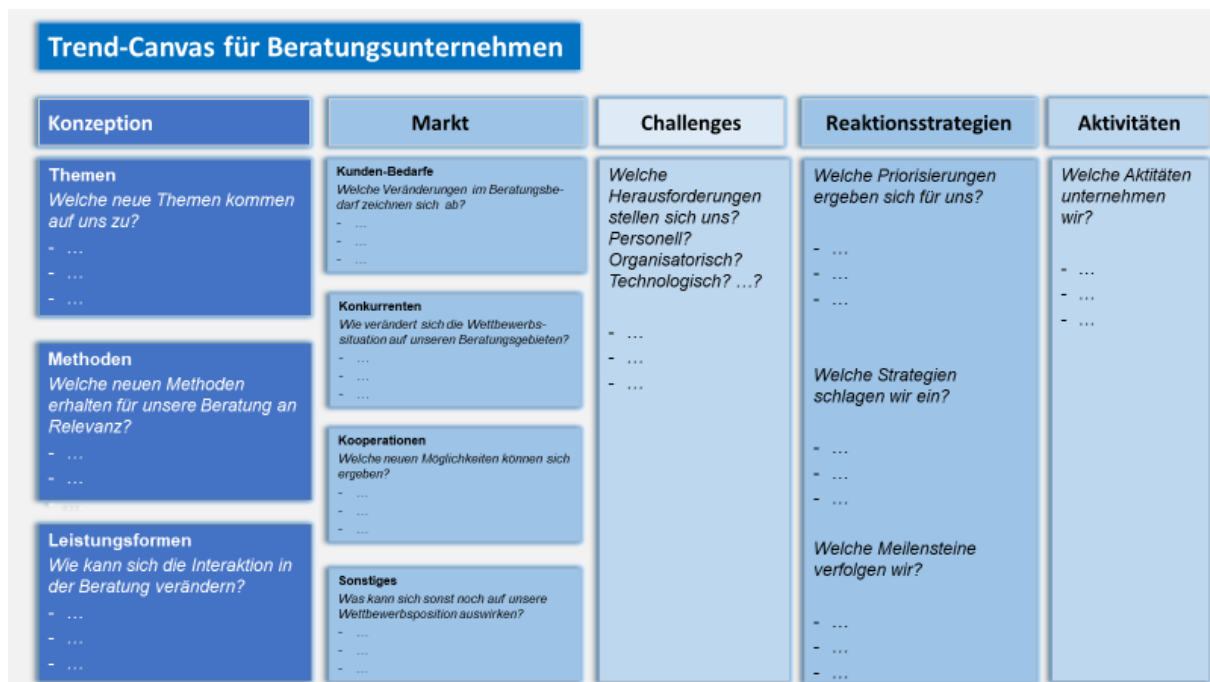 Trend-Canvas für Beratungsunternehmen
Konzeption
Themen
Welche neue Themen kommen
auf uns zu?
- ...
- ...
- ...
Methoden
Welche neuen Methoden
erhalten für unsere Beratung an
Relevanz?
- ...
- ...
- ...
Leistungsformen
Wie kann sich die Interaktion in
der Beratung verändern?
- ...
- ...
- ...
Markt
Kunden-Bedarfe
Welche Veränderungen im Beratungsbe-
darf zeichnen sich ab?
- ...
- ...
- ...
Konkurrenten
Wie verändert sich die Wettbewerbs-
situation auf unseren Beratungsgebieten?
- ...
- ...
- ...
Kooperationen
Welche neuen Möglichkeiten können sich
ergeben?
- ...
- ...
- ...
Sonstiges
Was kann sich sonst noch auf unsere
Wettbewerbsposition auswirken?
- ...
- ...
- ...
Challenges
Welche
Herausforderungen
stellen sich uns?
Personell?
Organisatorisch?
Technologisch? ...?
- ...
- ...
- ...
Reaktionsstrategien
Welche Priorisierungen
ergeben sich für uns?
- ...
- ...
- ...
Welche Strategien
schlagen wir ein?
- ...
- ...
- ...
Welche Meilensteine
verfolgen wir?
- ...
- ...
- ...
Aktivitäten
Welche Aktitäten
unternehmen
wir?
- ...
- ...
- ...